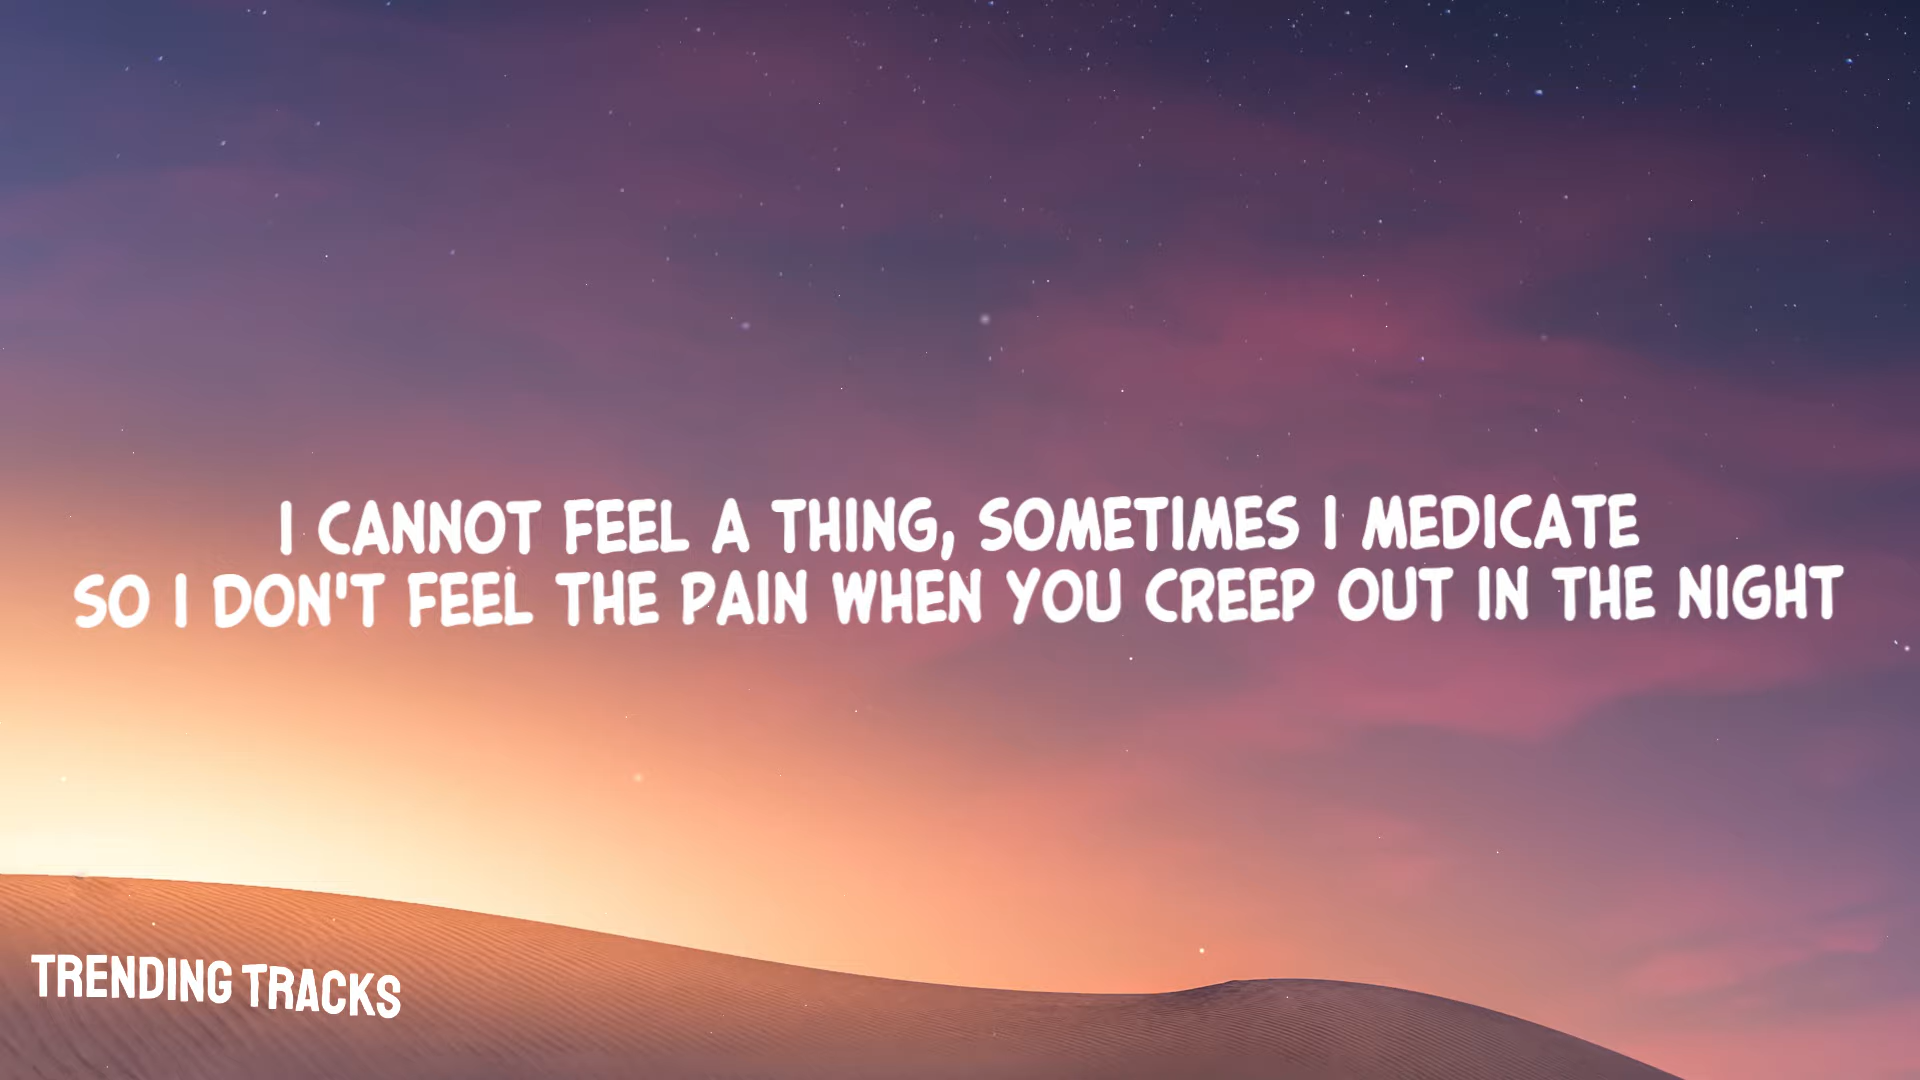 I CANNOT FEEL A THING, SOMETIMES I MEDICATE
SO I DON'T FEEL THE PAIN WHEN YOU CREEP OUT IN THE NIGHT
TRENDING TRACKS